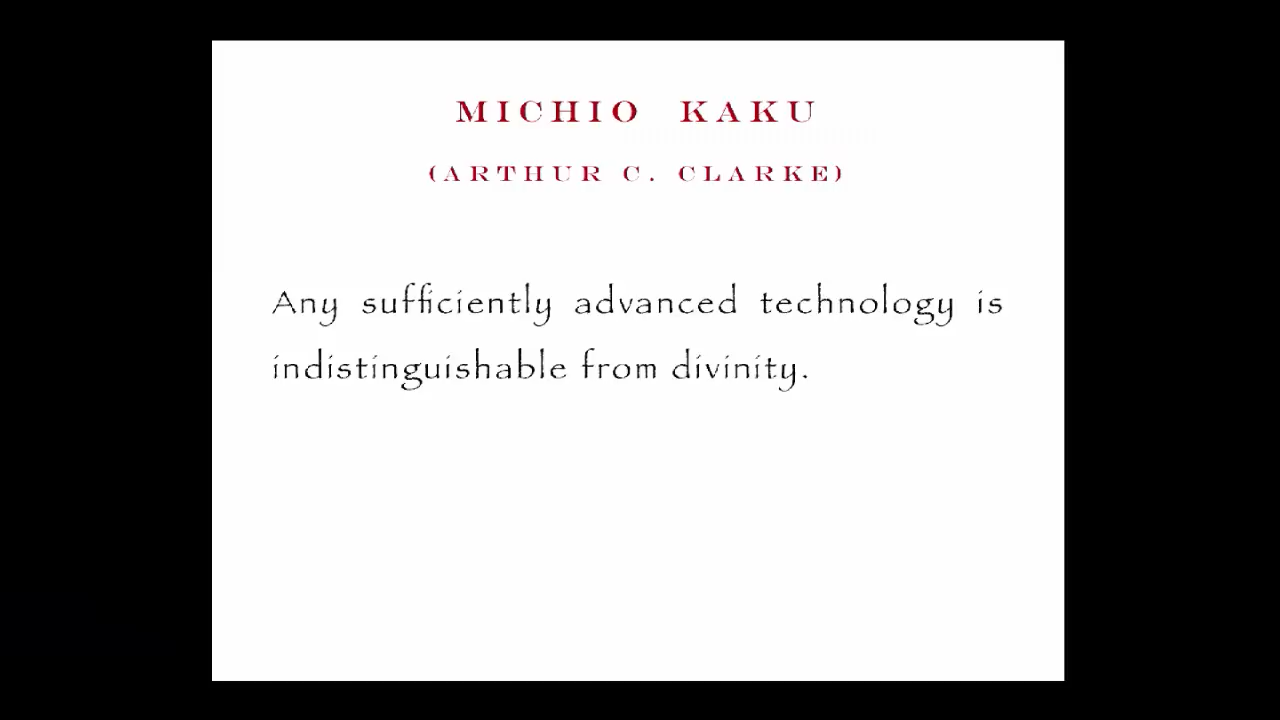 MICHIO KAKU
(ARTHUR C. CLARKE)
Any sufficiently advanced technology is
indistinguishable from divinity.